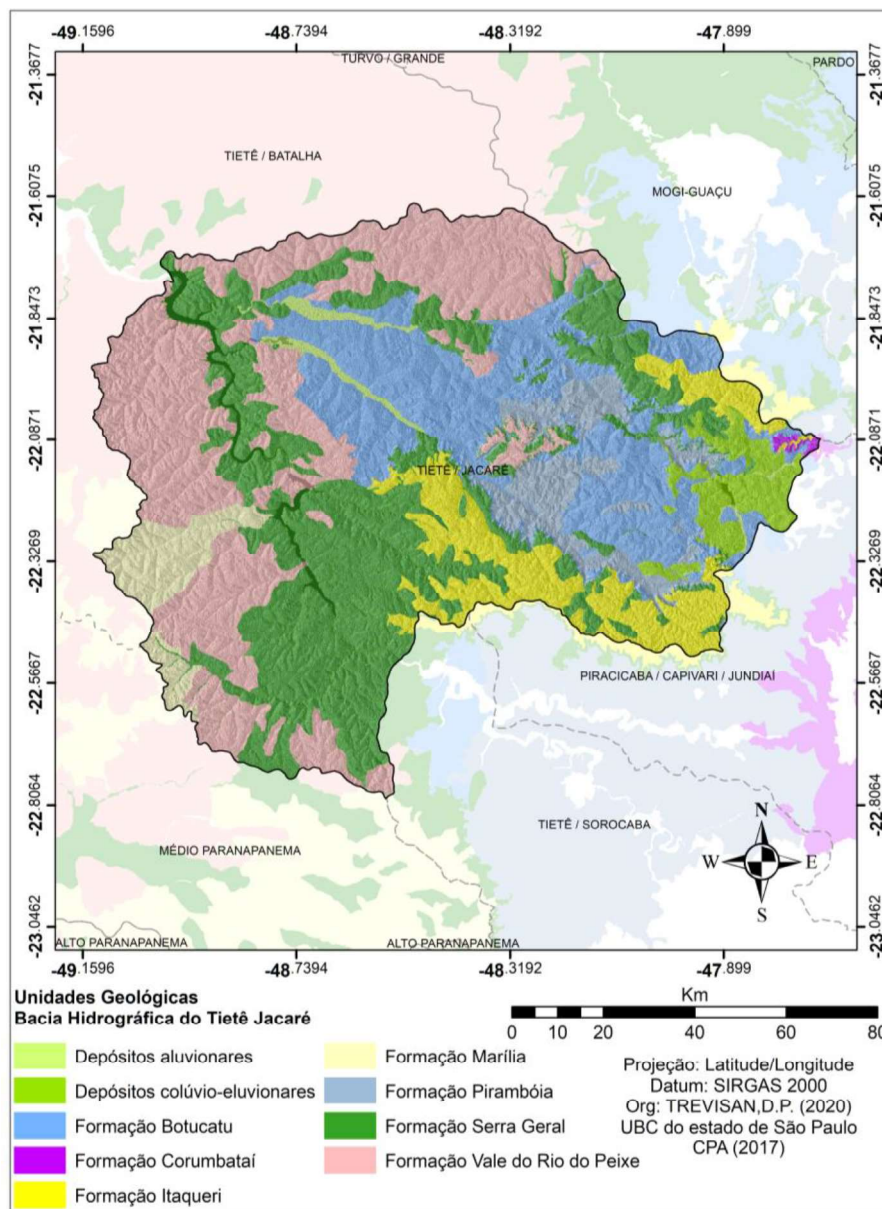 -49.1596 -48.7394 -48.3192 -47.899
-21.3677 TURVO / GRANDE PARDO -21.3677
TIETÊ / BATALHA
MOGI-GUAÇU
-21.6075 -21.6075
-21.8473 -21.8473
-22.0871 -22.0871
TIETÊ / JACARÉ
-22.3269 -22.3269
-22.5667 -22.5667
PIRACICABA / CAPIVARI / JUNDIAÍ
-22.8064 -22.8064
TIETÊ / SOROCABA
N
MÉDIO PARANAPANEMA
W E
S
-23.0462 -23.0462
ALTO PARANAPANEMA ALTO PARANAPANEMA
-49.1596 -48.7394 -48.3192 -47.899
Unidades Geológicas
Bacia Hidrográfica do Tietê Jacaré
Km
0 10 20 40 60 80
Depósitos aluvionares
Depósitos colúvio-eluvionares
Formação Botucatu
Formação Corumbataí
Formação Itaqueri
Formação Marília
Formação Pirambóia
Formação Serra Geral
Formação Vale do Rio do Peixe
Projeção: Latitude/Longitude
Datum: SIRGAS 2000
Org: TREVISAN,D.P. (2020)
UBC do estado de São Paulo
CPA (2017)